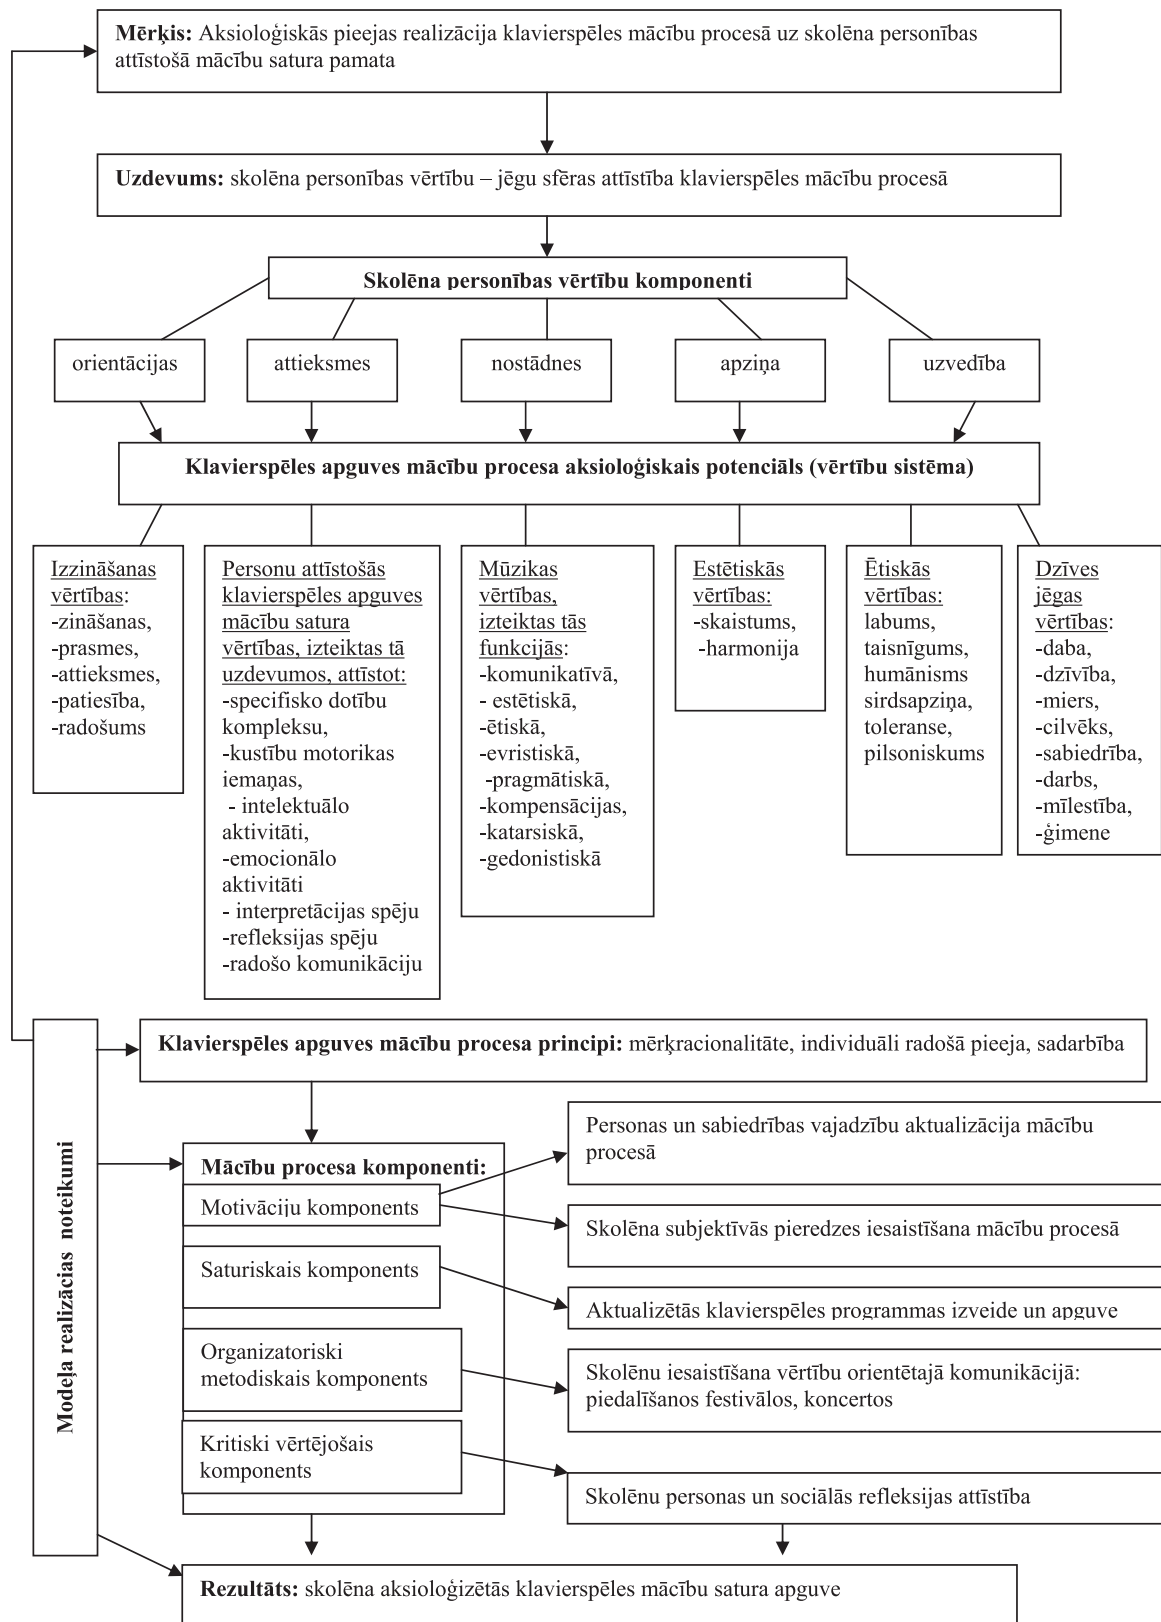 Mērķis: Aksioloģiskās pieejas realizācija klavierspēles mācību procesā uz skolēna personības
attīstošā mācību satura pamata
Uzdevums: skolēna personības vērtību – jēgu sfēras attīstība klavierspēles mācību procesā
Skolēna personības vērtību komponenti
orientācijas
attieksmes
nostādnes
apziņa
uzvedība
Klavierspēles apguves mācību procesa aksioloģiskais potenciāls (vērtību sistēma)
Izzināšanas
vērtības:
-zināšanas,
-prasmes,
-attieksmes,
-patiesība,
-radošums
Personu attīstošās
klavierspēles apguves
mācību satura
vērtības, izteiktas tā
uzdevumos, attīstot:
-specifisko dotību
kompleksu,
-kustību motorikas
iemaņas,
- intelektuālo
aktivitāti,
-emocionālo
aktivitāti
- interpretācijas spēju
-refleksijas spēju
-radošo komunikāciju
Mūzikas
vērtības,
izteiktas tās
funkcijās:
-komunikatīvā,
- estētiskā,
-ētiskā,
-evristiskā,
-pragmātiskā,
-kompensācijas,
-katarsiskā,
-gedonistiskā
Estētiskās
vērtības:
-skaistums,
-harmonija
Ētiskās
vērtības:
labums,
taisnīgums,
humānisms
sirdsapziņa,
toleranse,
pilsoniskums
Dzīves
jēgas
vērtības:
-daba,
-dzīvība,
-miers,
-cilvēks,
-sabiedrība,
-darbs,
-mīlestība,
-ģimene
Modeļa realizācijas noteikumi
Klavierspēles apguves mācību procesa principi: mērķracionalitāte, individuāli radošā pieeja, sadarbība
Mācību procesa komponenti:
Motivāciju komponents
Saturiskais komponents
Organizatoriski
metodiskais komponents
Kritiski vērtējošais
komponents
Personas un sabiedrības vajadzību aktualizācija mācību
procesā
Skolēna subjektīvās pieredzes iesaistīšana mācību procesā
Aktualizētās klavierspēles programmas izveide un apguve
Skolēnu iesaistīšana vērtību orientētajā komunikācijā:
piedalīšanos festivālos, koncertos
Skolēnu personas un sociālās refleksijas attīstība
Rezultāts: skolēna aksioloģizētās klavierspēles mācību satura apguve